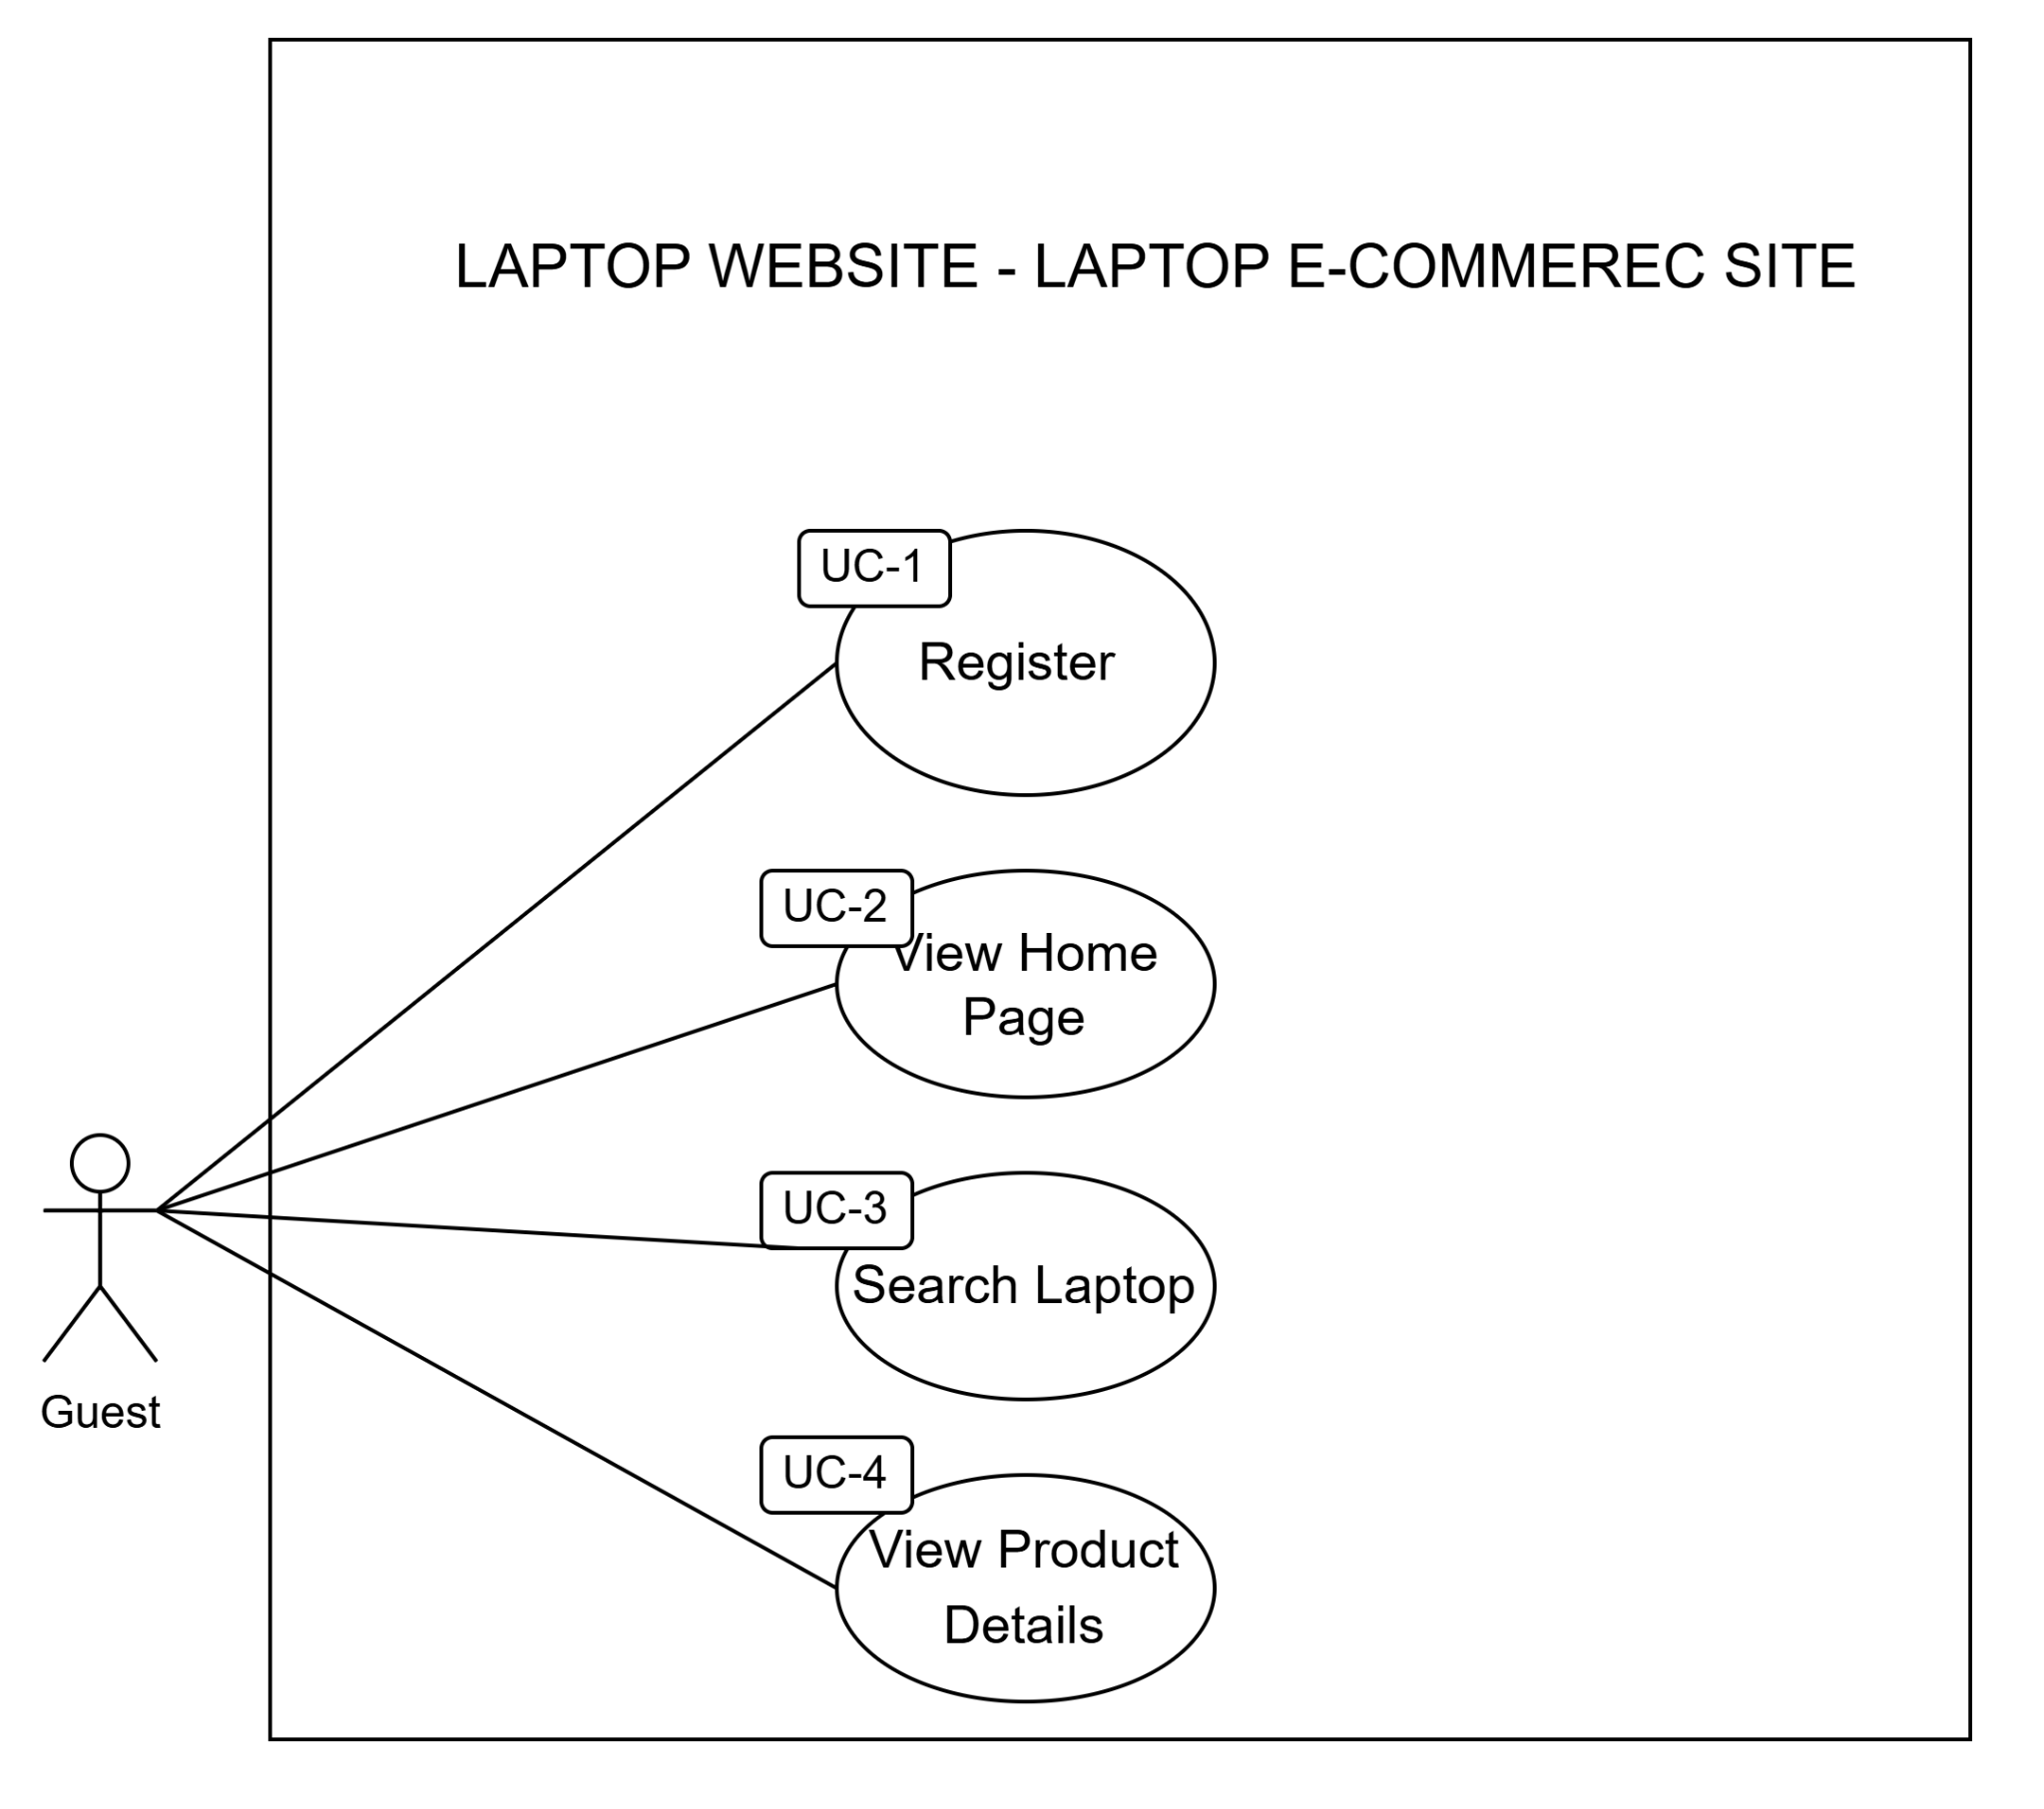 LAPTOP WEBSITE - LAPTOP E-COMMEREC SITE
UC-1
Register
UC-2
View Home
Page
UC-3
Search Laptop
Guest
UC-4
View Product
Details